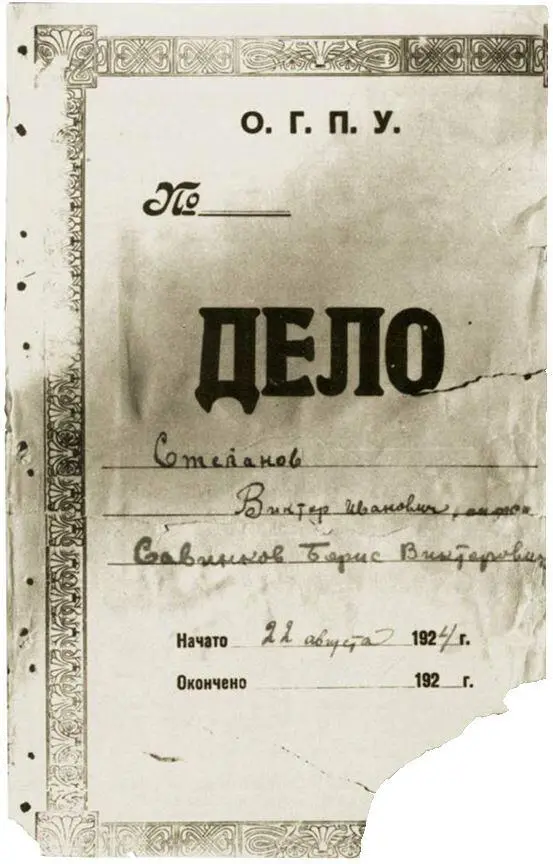 О. Г. П. У.
№
ДЕЛО
Степанов
Виктор Иванович, он же
Савинков Борис Викторович
Начато 22 августа 1924 г.
Окончено 192 г.